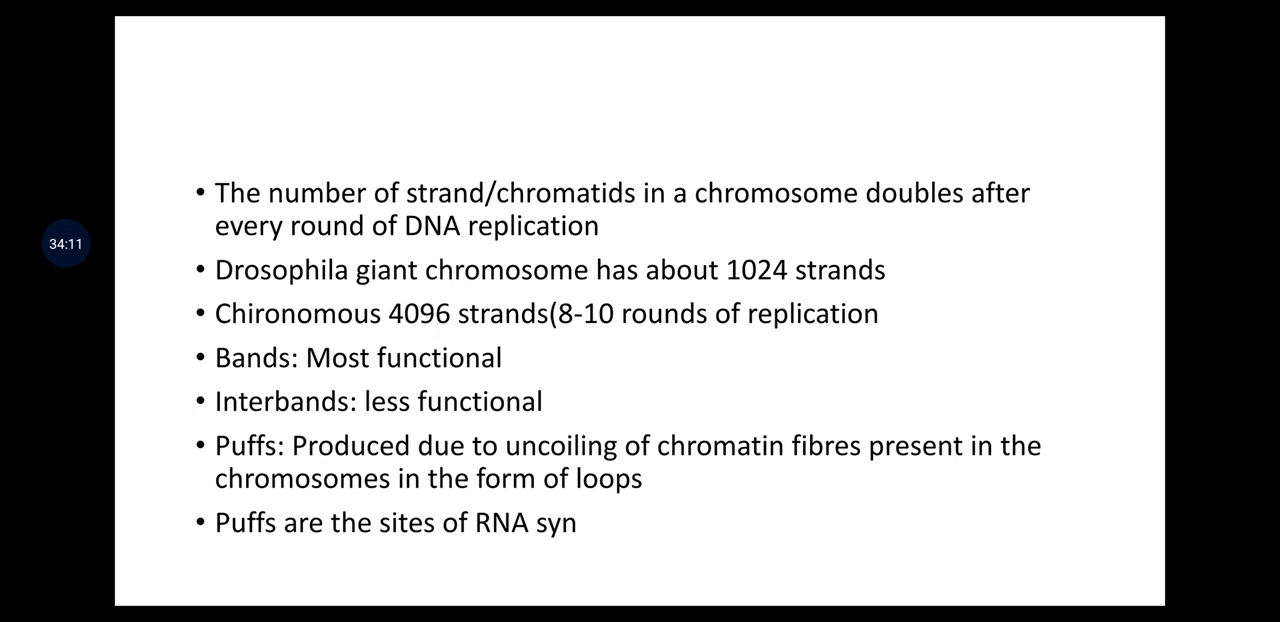 • The number of strand/chromatids in a chromosome doubles after
every round of DNA replication
34:11
• Drosophila giant chromosome has about 1024 strands
• Chironomous 4096 strands(8-10 rounds of replication
• Bands: Most functional
• Interbands: less functional
• Puffs: Produced due to uncoiling of chromatin fibres present in the
chromosomes in the form of loops
• Puffs are the sites of RNA syn